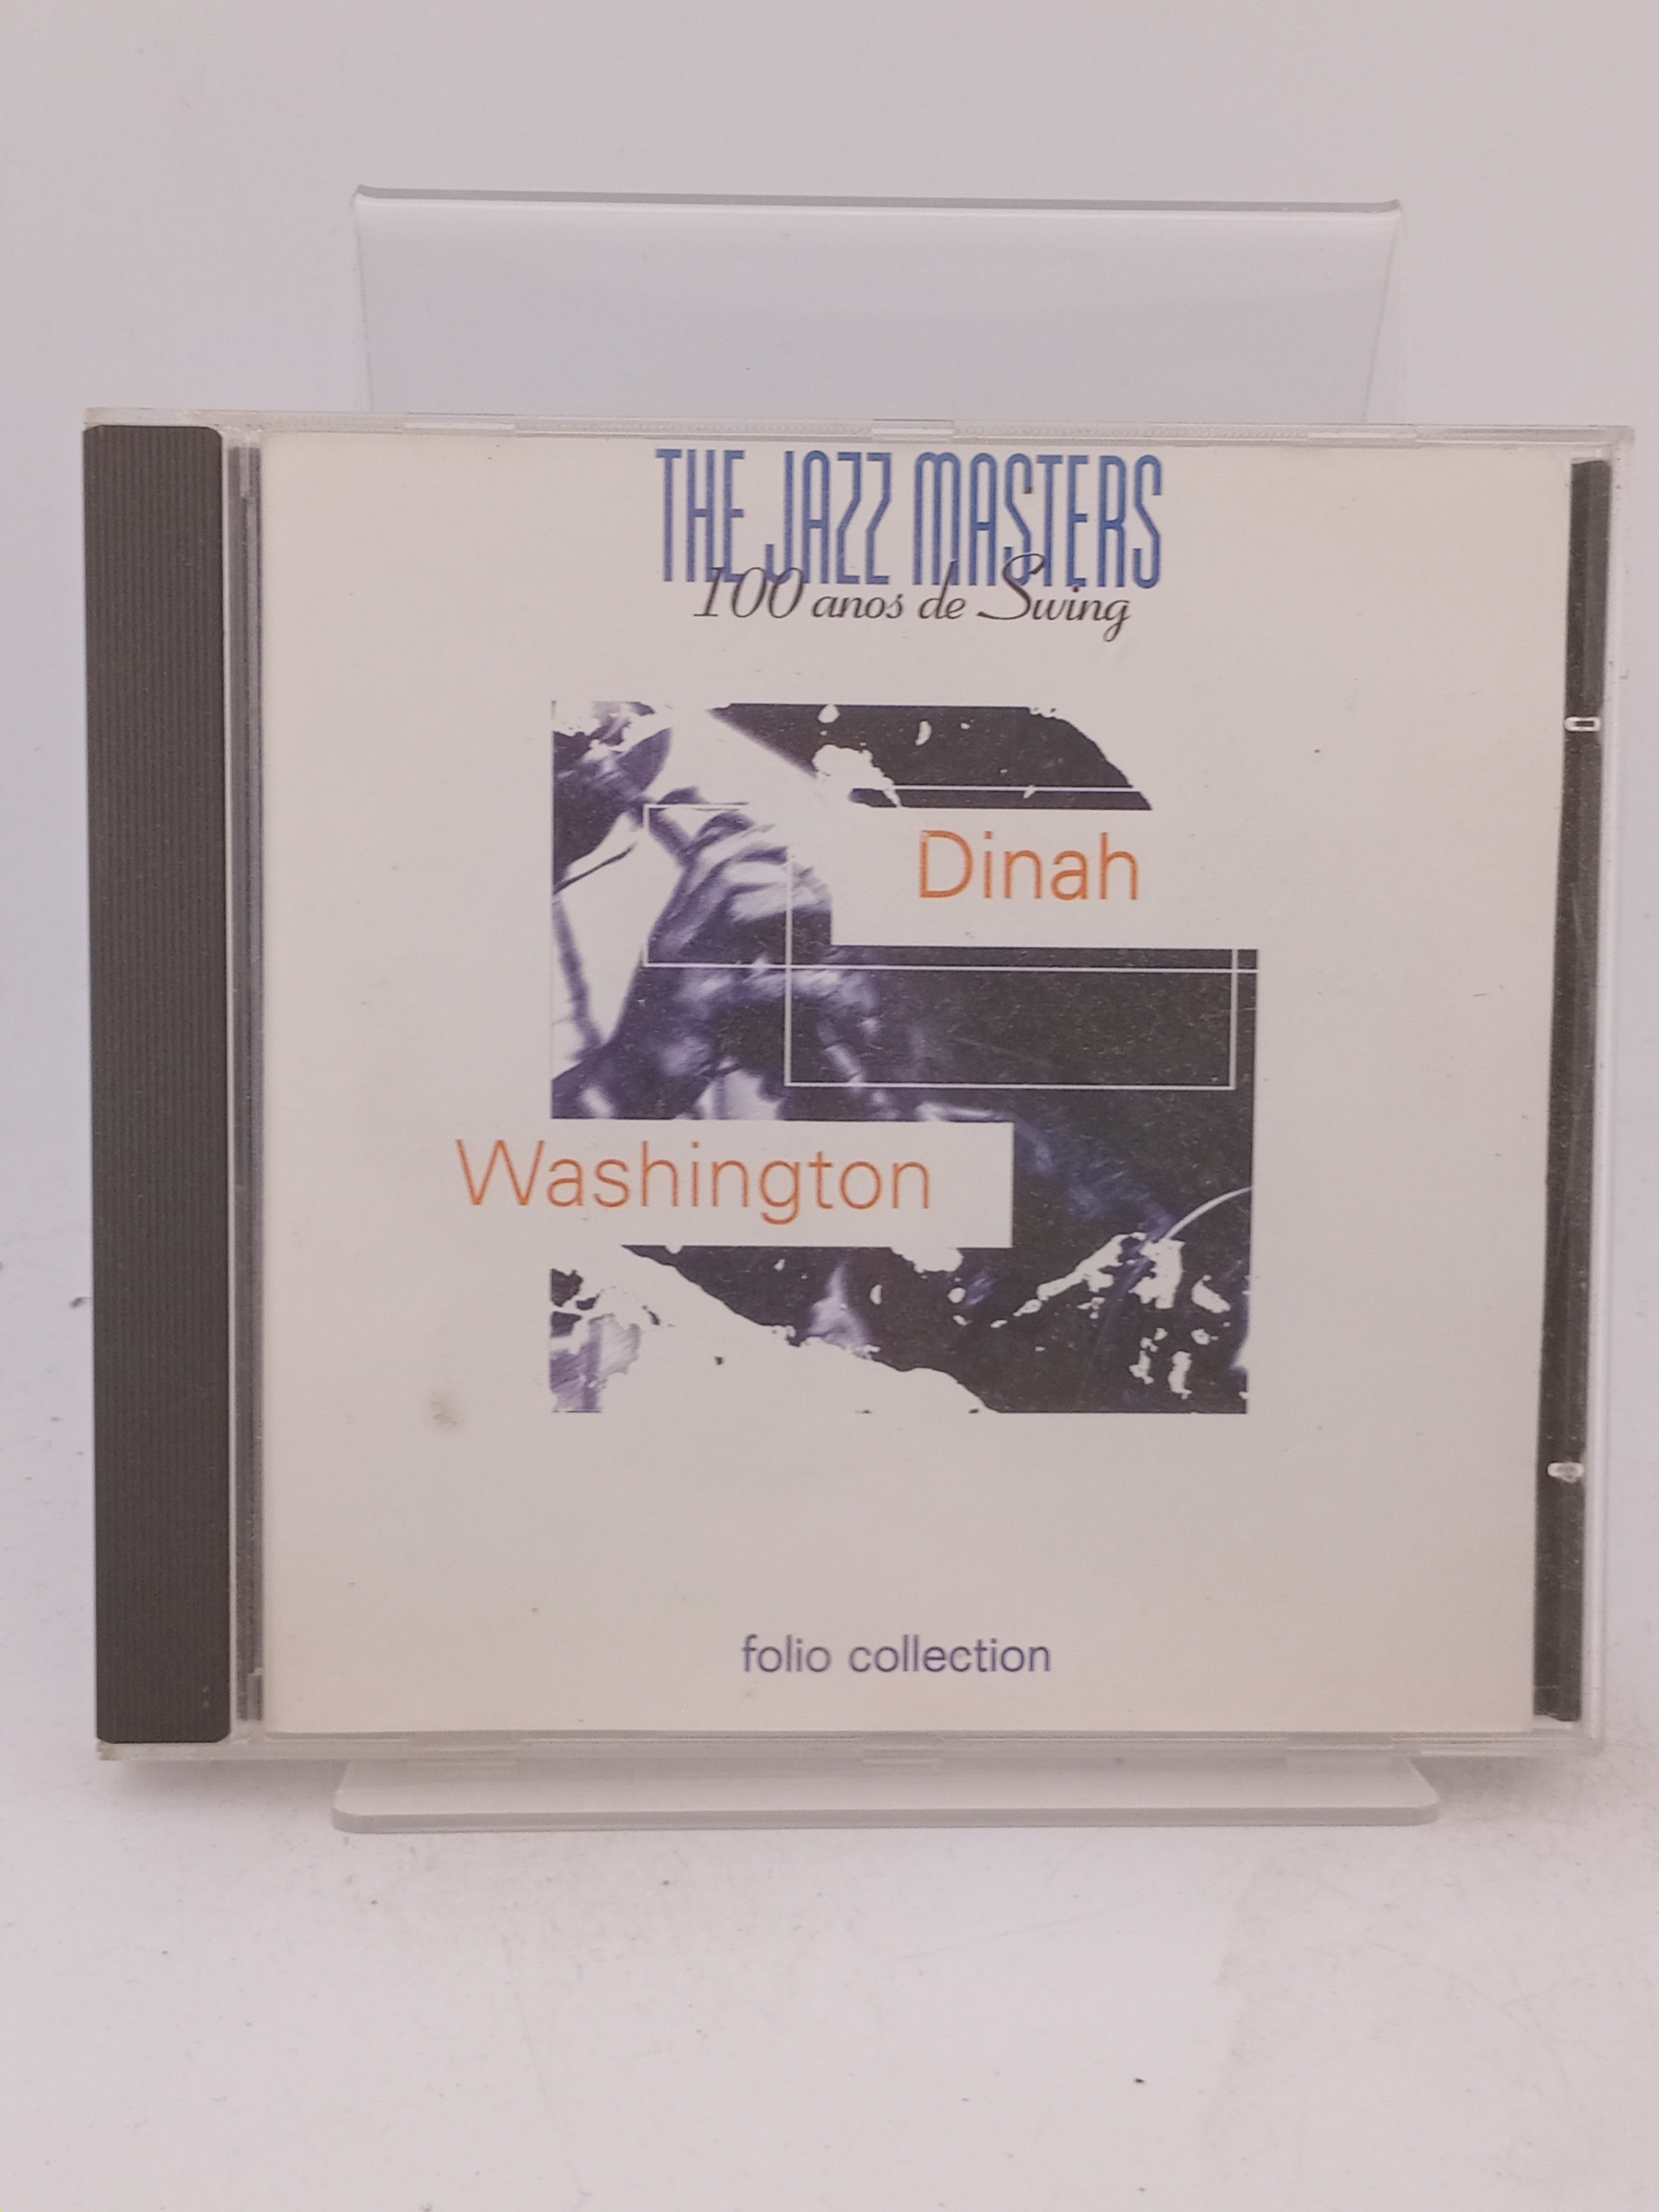 THE JAZZ MASTERS
100 anos de Swing
Dinah
Washington
folio collection